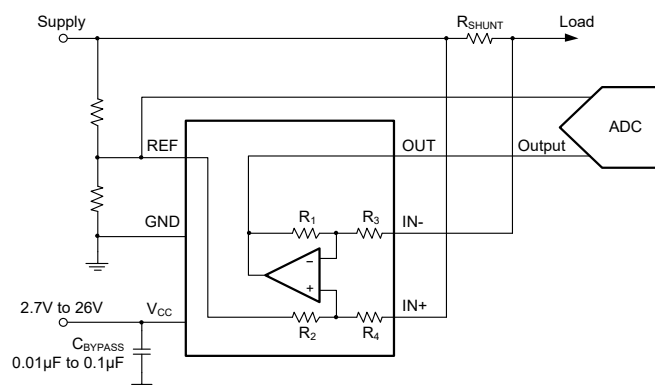 Supply
RSHUNT
Load
ADC
REF
OUT
Output
GND
R1
R3
IN-
−
+
2.7V to 26V
VCC
IN+
R2
R4
CBYPASS
0.01µF to 0.1µF